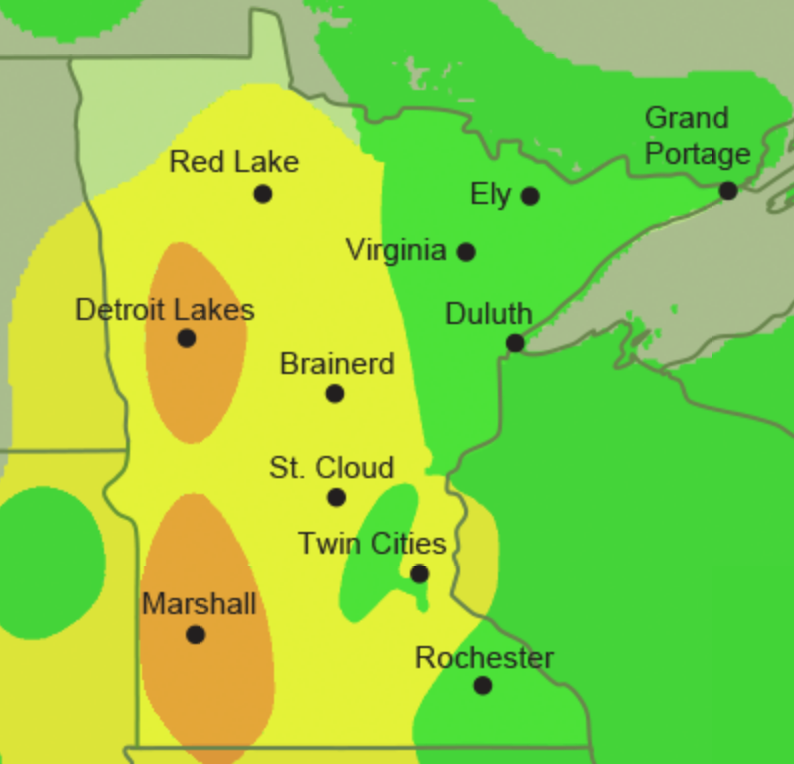 Grand
Portage
Red Lake
Ely
Virginia
Detroit Lakes
Duluth
Brainerd
St. Cloud
Twin Cities
Marshall
Rochester